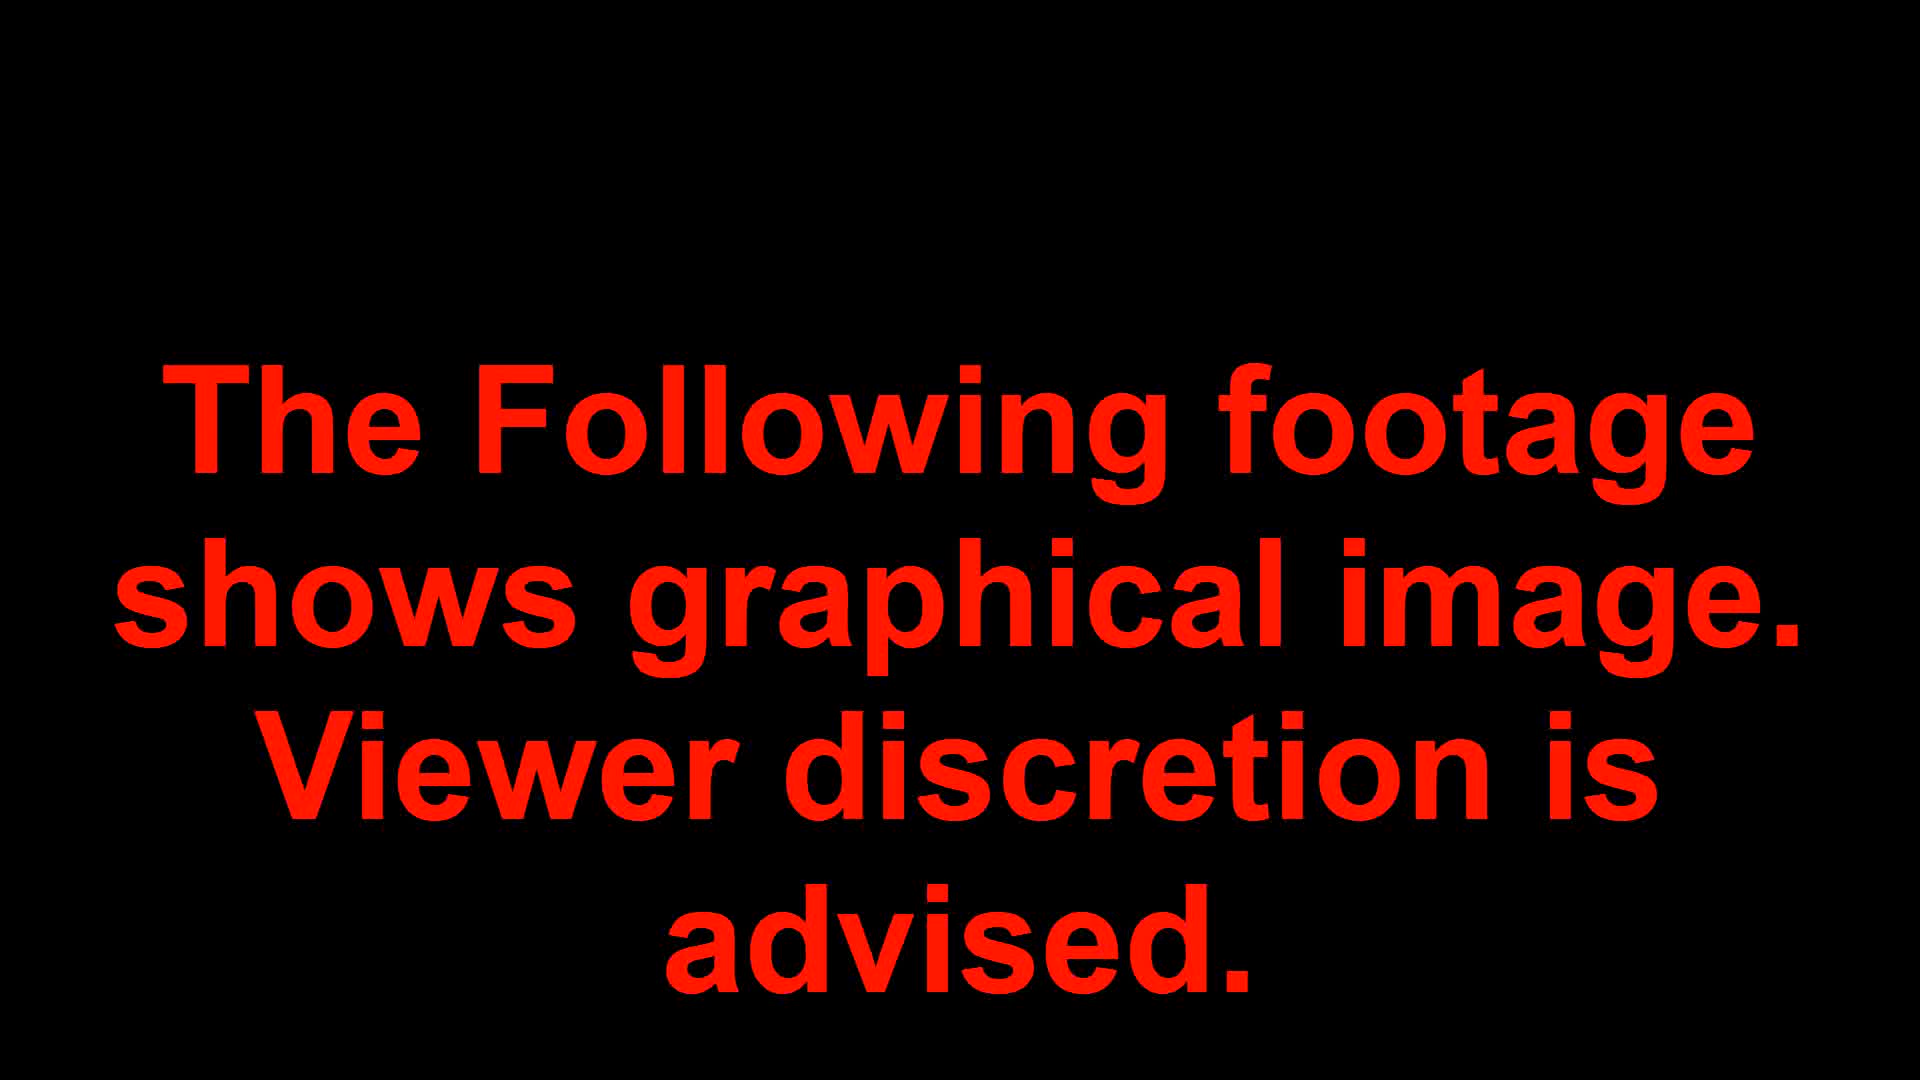 The Following footage
shows graphical image.
Viewer discretion is
advised.